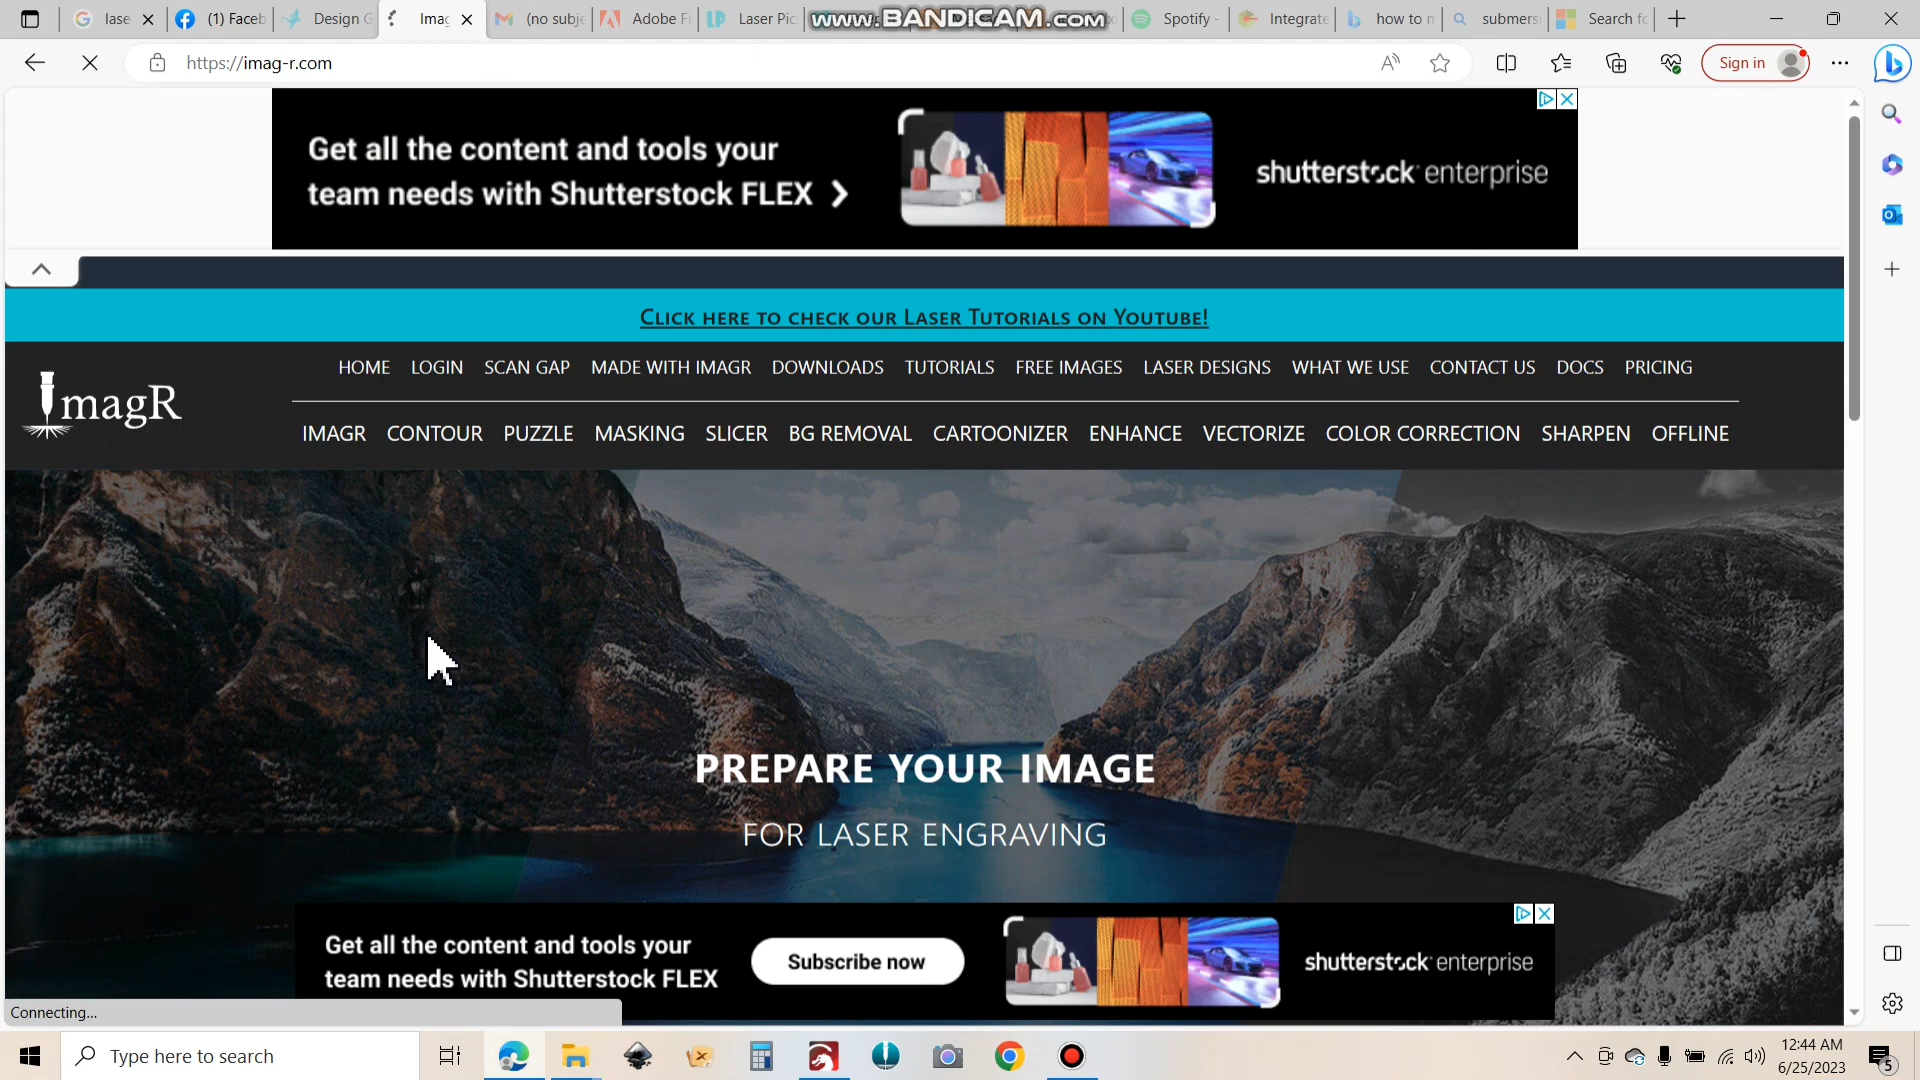 lase
(1) Faceb
Design G
Imag
(no subje
Adobe Fi
Laser Pic
www.BANDICAM.com
Spotify -
Integrate
how to m
submers
Search fo
https://imag-r.com
Sign in
Get all the content and tools your
team needs with Shutterstock FLEX
shutterstock enterprise
Click here to check our Laser Tutorials on Youtube!
ImagR
HOME LOGIN SCAN GAP MADE WITH IMAGR DOWNLOADS TUTORIALS FREE IMAGES LASER DESIGNS WHAT WE USE CONTACT US DOCS PRICING
IMAGR CONTOUR PUZZLE MASKING SLICER BG REMOVAL CARTOONIZER ENHANCE VECTORIZE COLOR CORRECTION SHARPEN OFFLINE
PREPARE YOUR IMAGE
FOR LASER ENGRAVING
Get all the content and tools your
team needs with Shutterstock FLEX
Subscribe now
shutterstock enterprise
Connecting...
Type here to search
12:44 AM
6/25/2023
5